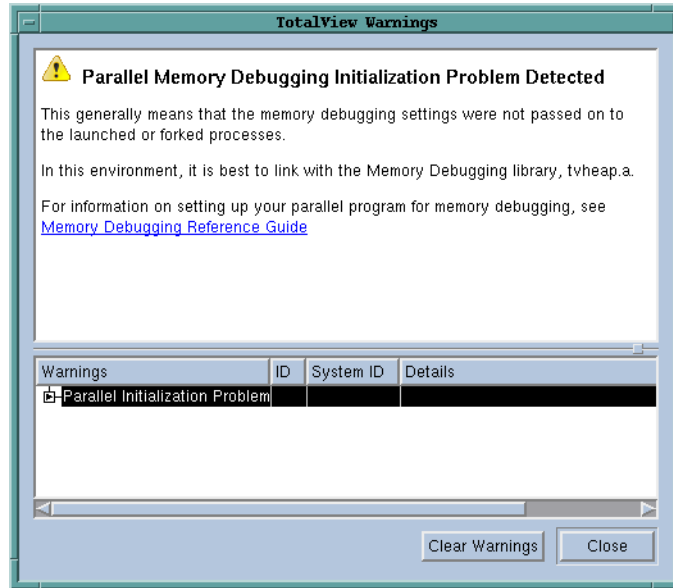 TotalView Warnings
Parallel Memory Debugging Initialization Problem Detected
This generally means that the memory debugging settings were not passed on to
the launched or forked processes.
In this environment, it is best to link with the Memory Debugging library, tvheap.a.
For information on setting up your parallel program for memory debugging, see
Memory Debugging Reference Guide
Warnings ID System ID Details
Parallel Initialization Problem
Clear Warnings Close